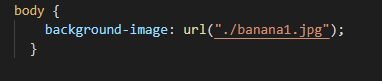 body {
background-image: url("./banana1.jpg");
}